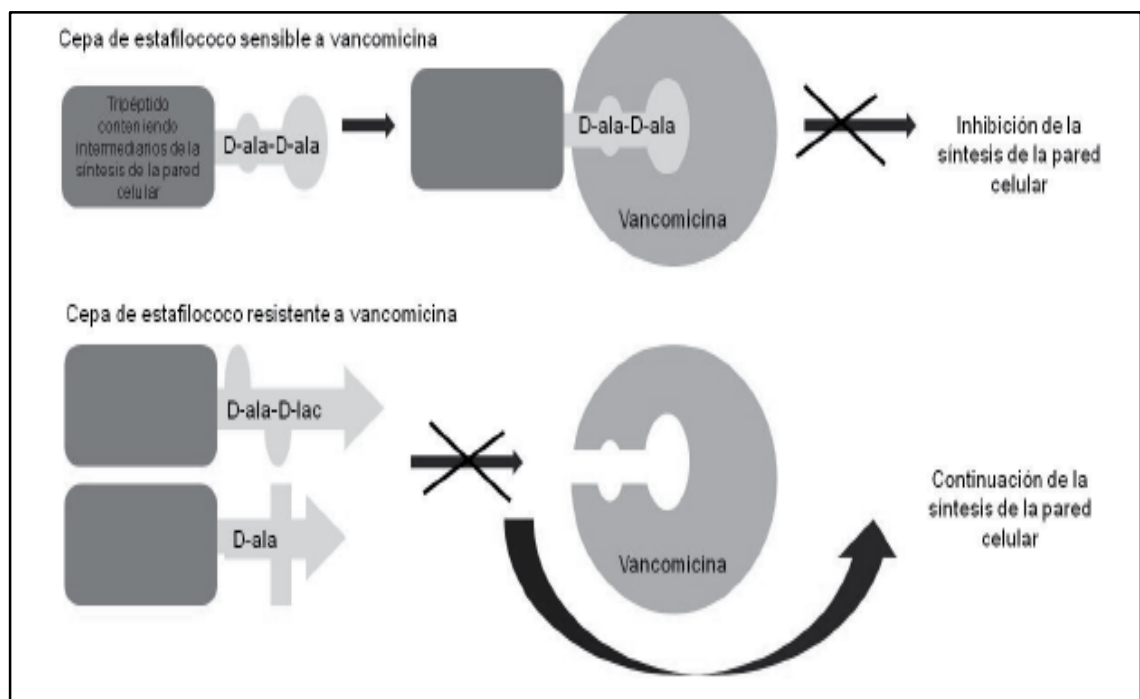 Cepa de estafilococo sensible a vancomicina
Tripéptido
conteniendo
intermediarios de la
síntesis de la pared
celular
D-ala-D-ala
D-ala-D-ala
Vancomicina
Inhibición de la
síntesis de la pared
celular
Cepa de estafilococo resistente a vancomicina
D-ala-D-lac
D-ala
Vancomicina
Continuación de la
síntesis de la pared
celular